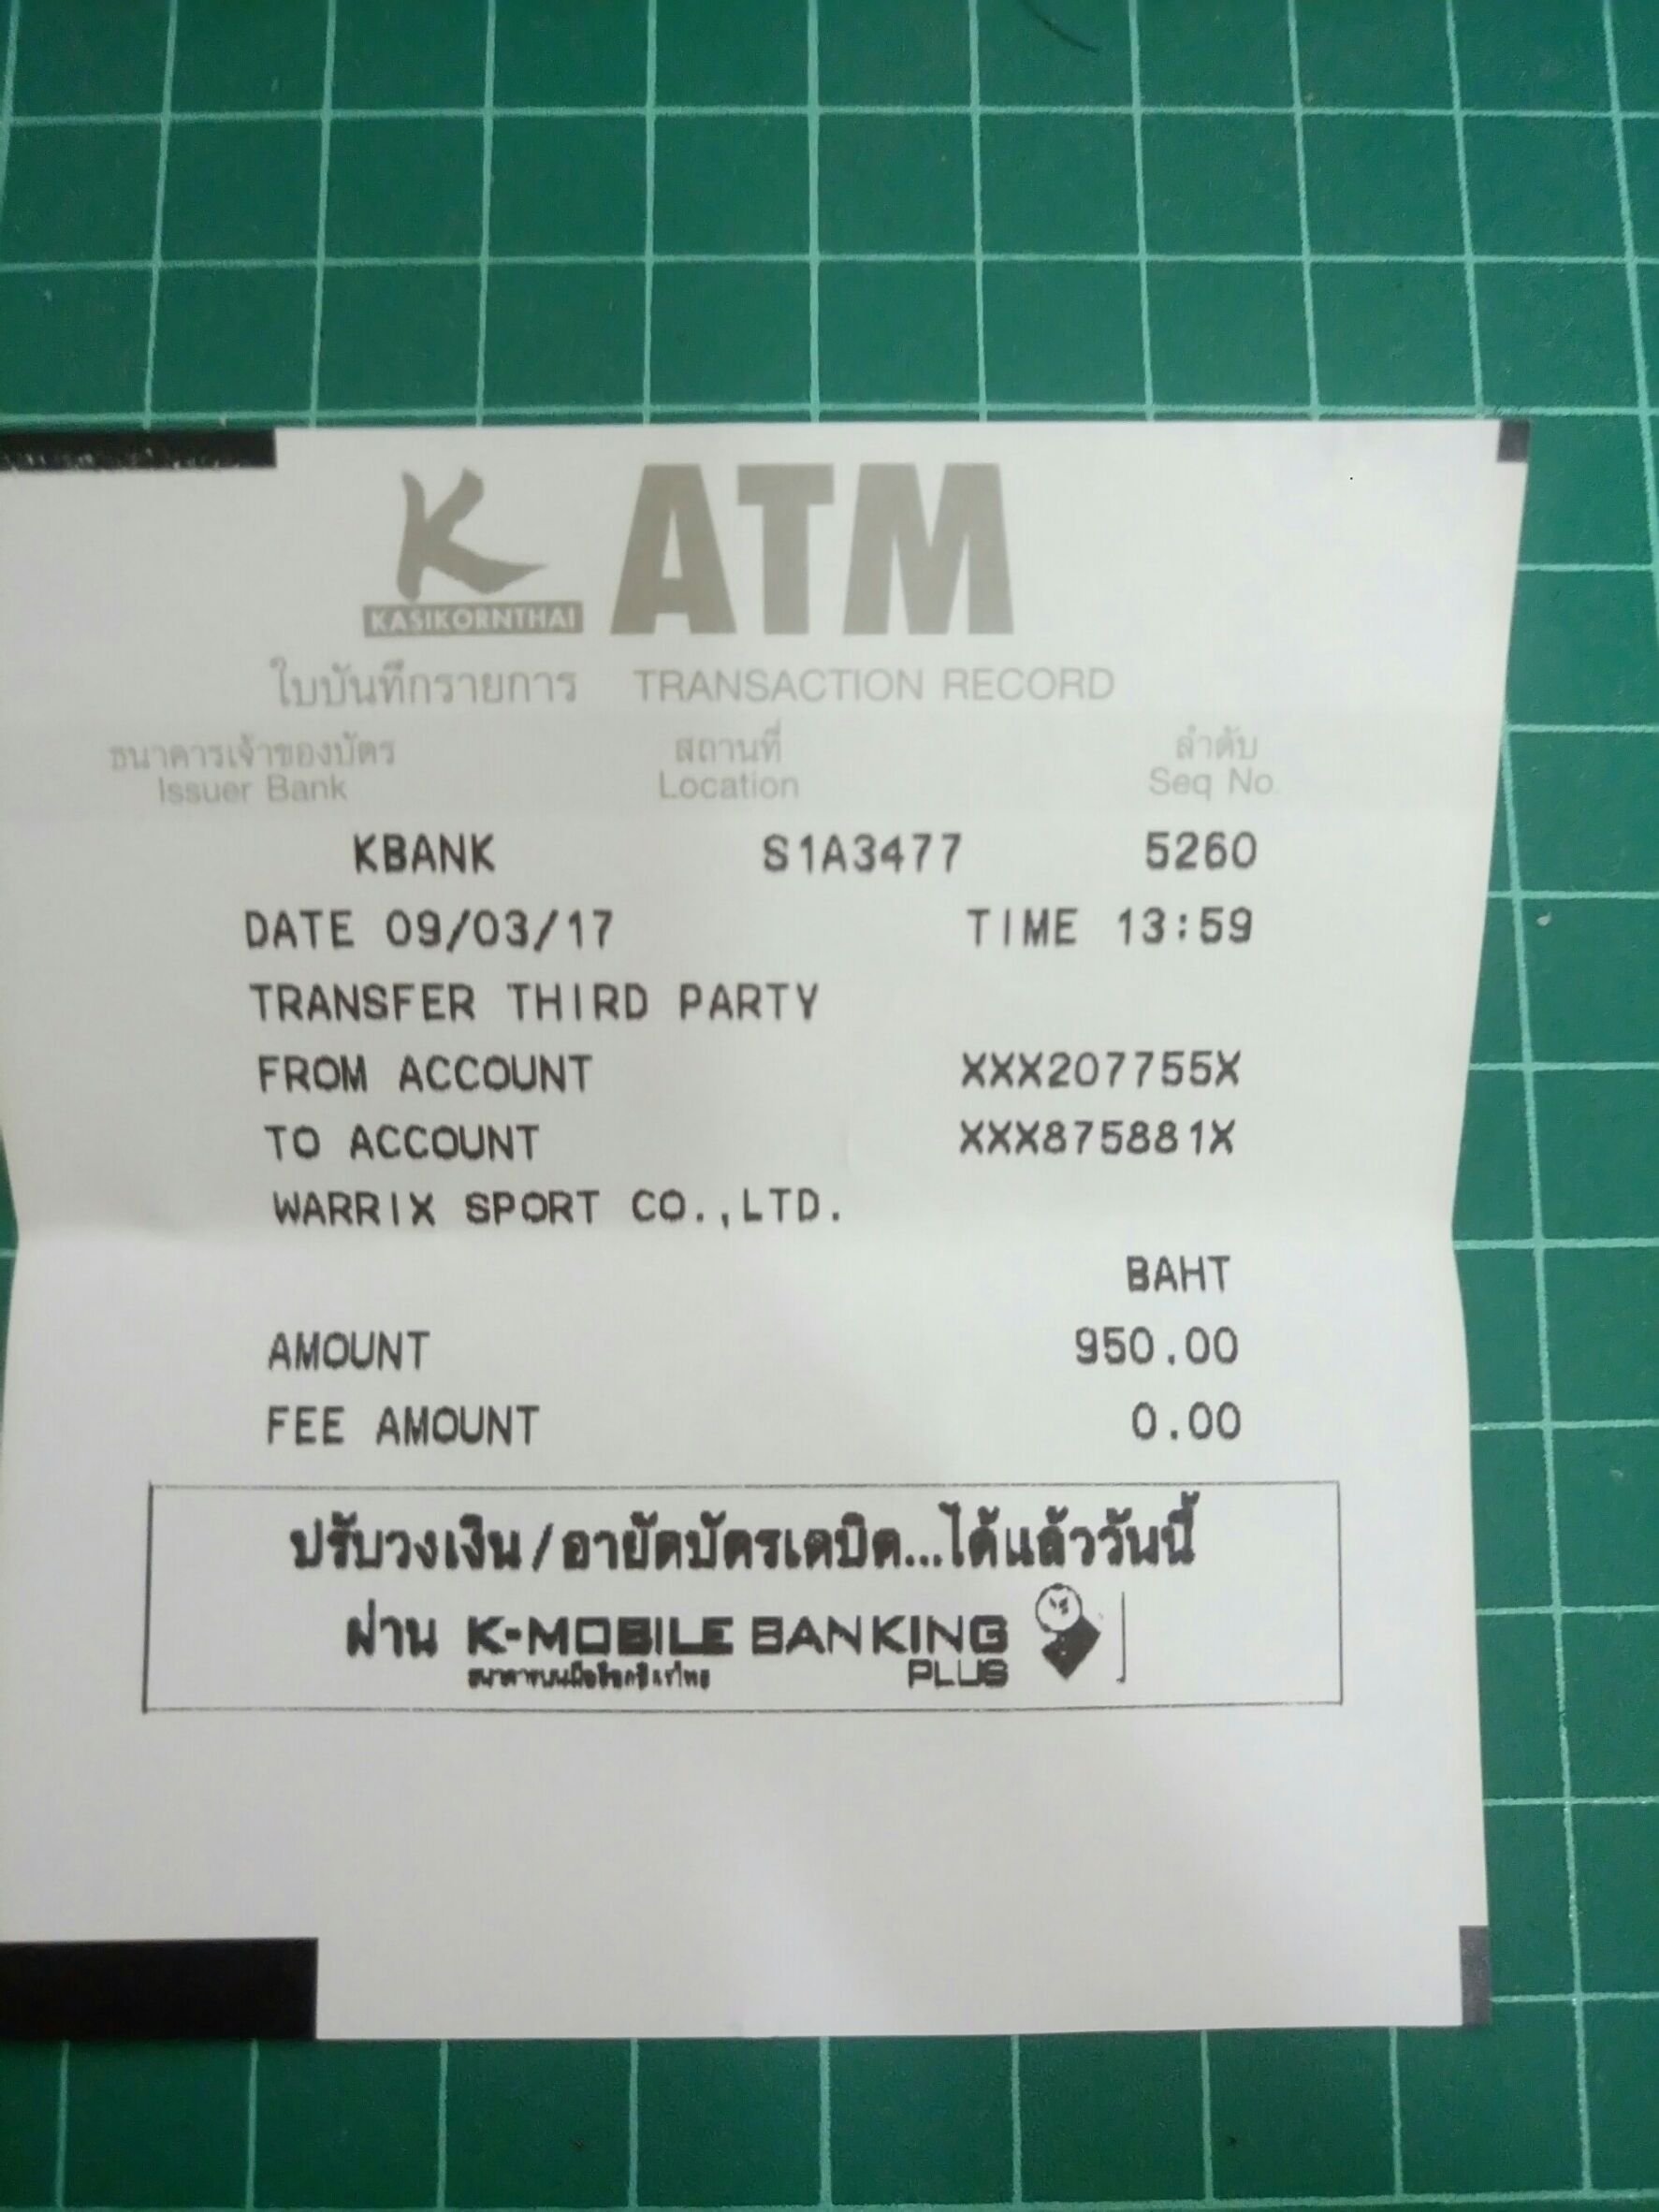 K ATM
KASIKORNTHAI
ใบบันทึกรายการ TRANSACTION RECORD
ธนาคารเจ้าของบัตร สถานที่ ลำดับ
Issuer Bank Location Seq No.
KBANK S1A3477 5260
DATE 09/03/17 TIME 13:59
TRANSFER THIRD PARTY
FROM ACCOUNT XXX207755X
TO ACCOUNT XXX875881X
WARRIX SPORT CO.,LTD.
BAHT
AMOUNT 950.00
FEE AMOUNT 0.00
ปรับวงเงิน/อายัดบัตรเดบิต...ได้แล้ววันนี้
ผ่าน K-MOBILE BANKING
PLUS